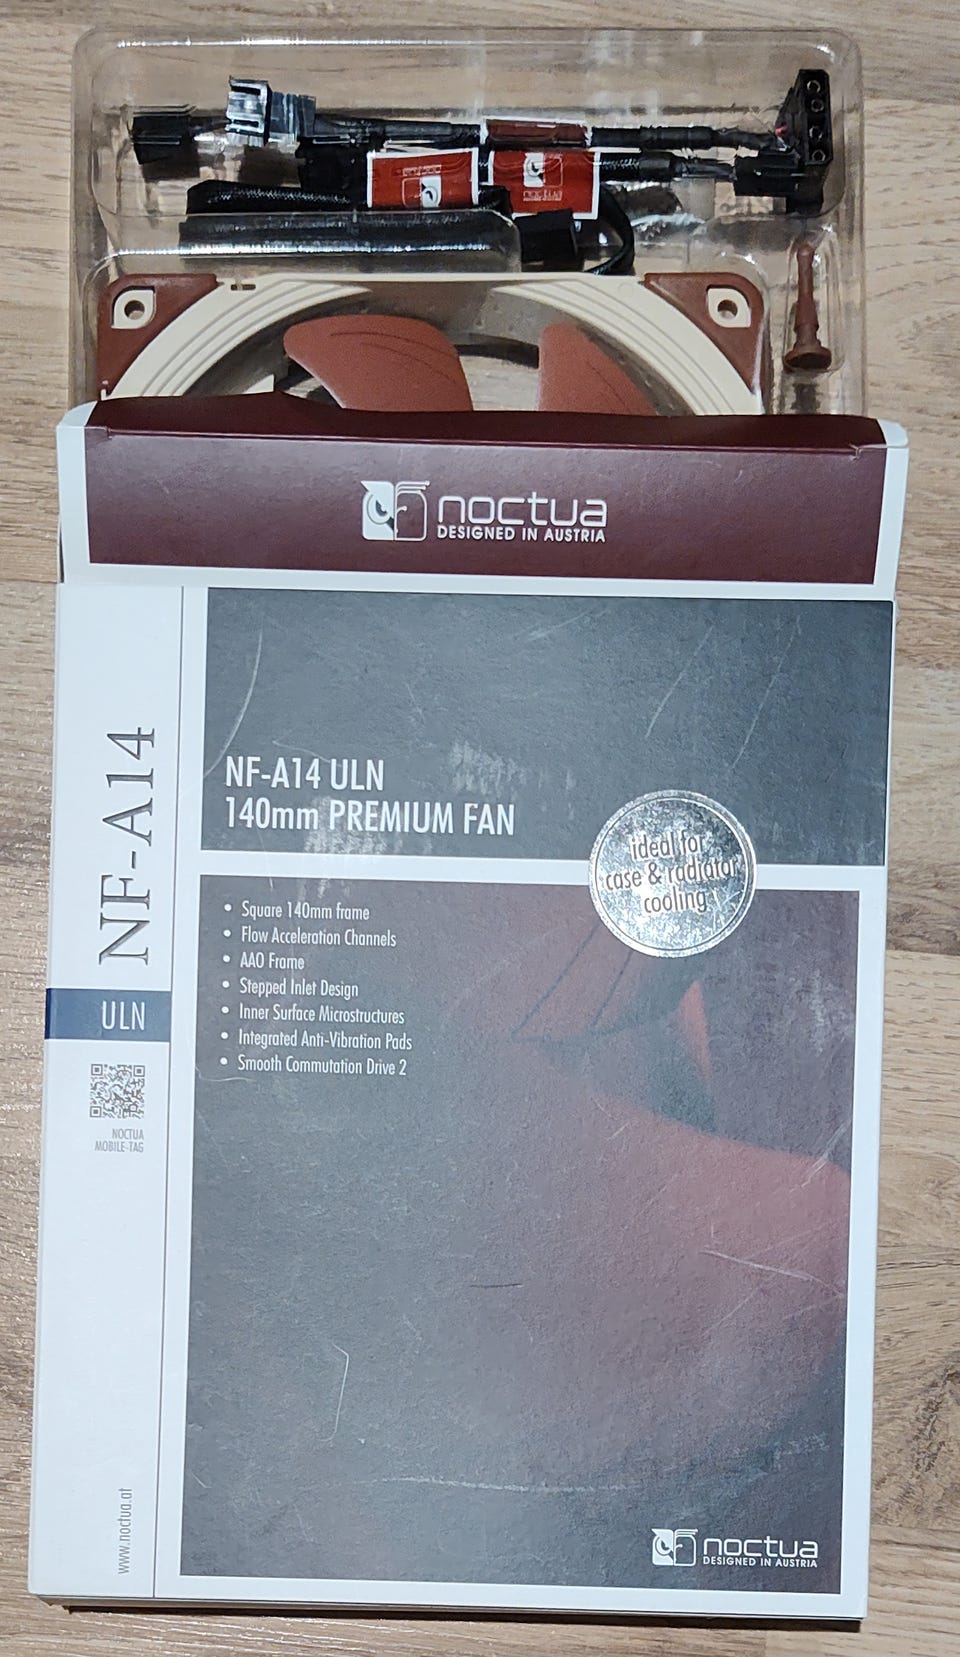 noctua
noctua
DESIGNED IN AUSTRIA
NF-A14
ULN
NOCTUA
MOBILE-TAG
www.noctua.at
NF-A14 ULN
140mm PREMIUM FAN
ideal for
case & radiator
cooling
• Square 140mm frame
• Flow Acceleration Channels
• AAO Frame
• Stepped Inlet Design
• Inner Surface Microstructures
• Integrated Anti-Vibration Pads
• Smooth Commutation Drive 2
noctua
DESIGNED IN AUSTRIA